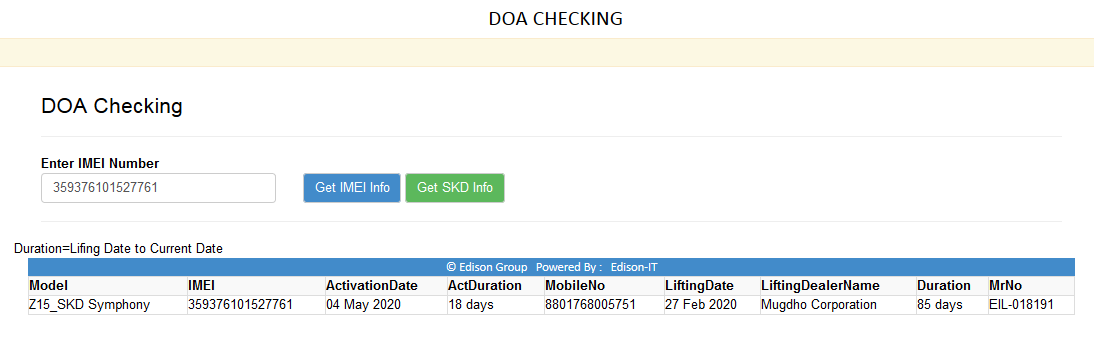 DOA CHECKING
DOA Checking
Enter IMEI Number
359376101527761 Get IMEI Info Get SKD Info
Duration=Lifing Date to Current Date
© Edison Group Powered By : Edison-IT
Model IMEI ActivationDate ActDuration MobileNo LiftingDate LiftingDealerName Duration MrNo
Z15_SKD Symphony 359376101527761 04 May 2020 18 days 8801768005751 27 Feb 2020 Mugdho Corporation 85 days EIL-018191